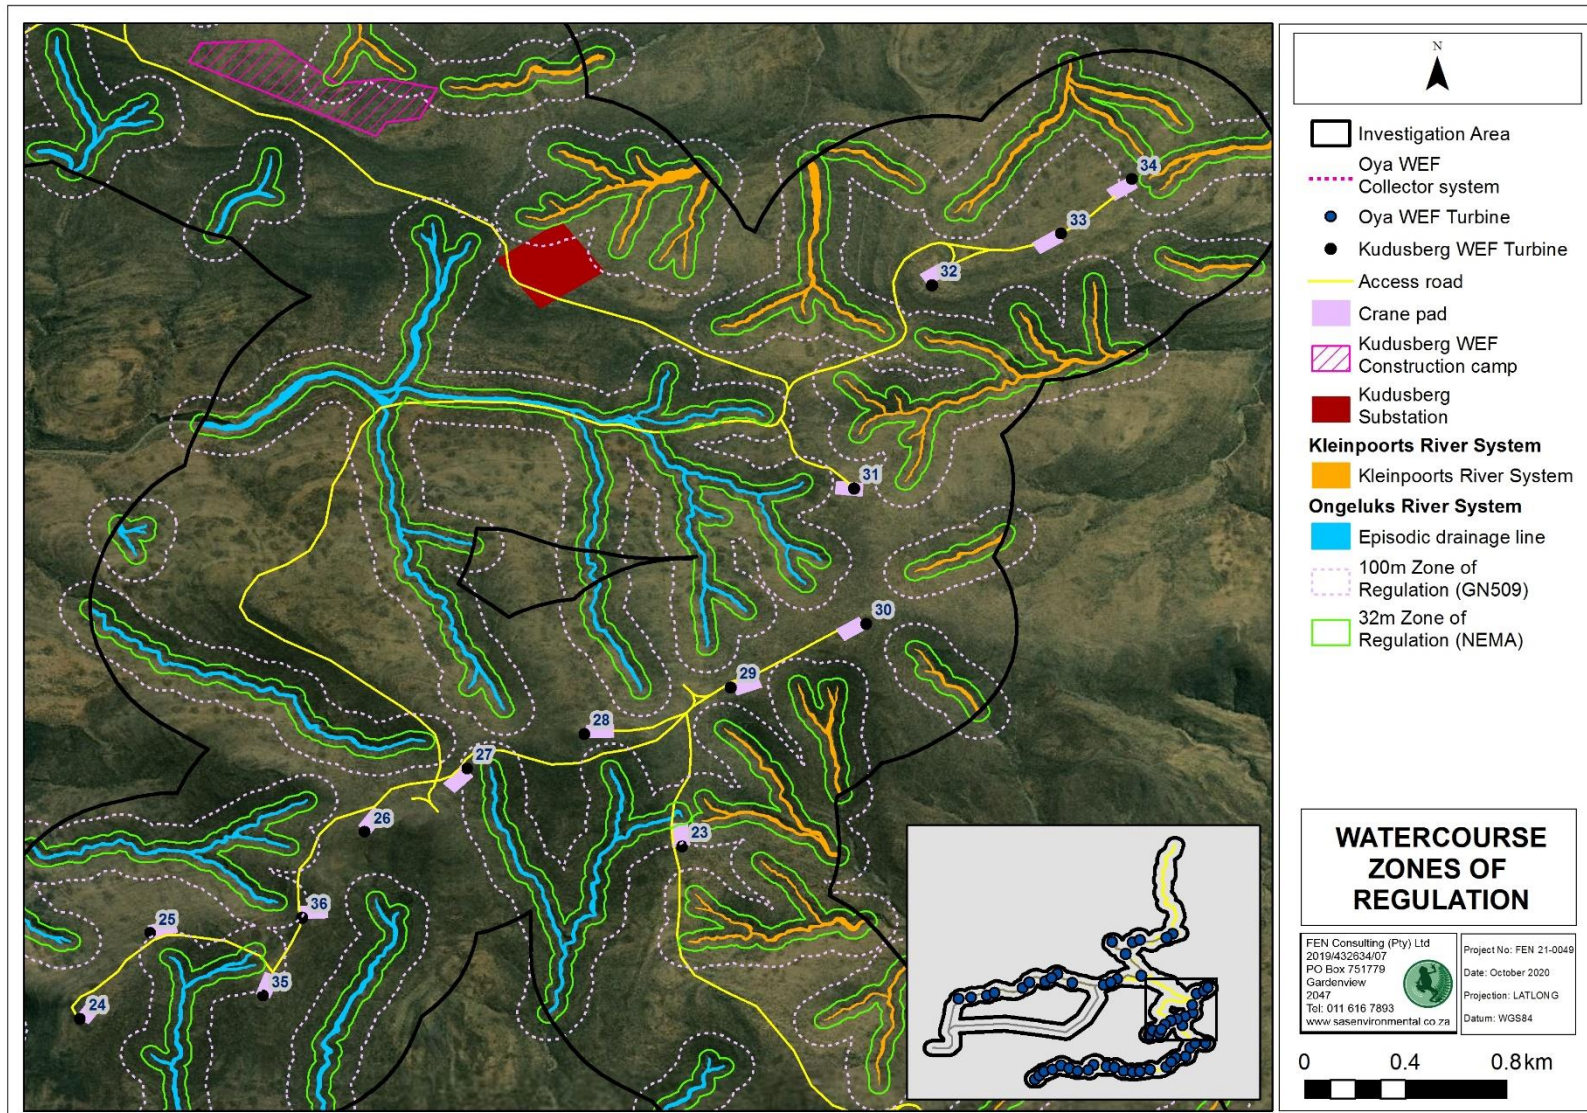 34
33
32
31
30
29
28
27
26
23
36
25
35
24
N
Investigation Area
Oya WEF
Collector system
Oya WEF Turbine
Kudusberg WEF Turbine
Access road
Crane pad
Kudusberg WEF
Construction camp
Kudusberg
Substation
Kleinpoorts River System
Kleinpoorts River System
Ongeluks River System
Episodic drainage line
100m Zone of
Regulation (GN509)
32m Zone of
Regulation (NEMA)
WATERCOURSE
ZONES OF
REGULATION
FEN Consulting (Pty) Ltd
2019/432634/07
PO Box 751779
Gardenview
2047
Tel: 011 616 7893
www.sasenvironmental.co.za
Project No: FEN 21-0049
Date: October 2020
Projection: LATLONG
Datum: WGS84
0 0.4 0.8 km